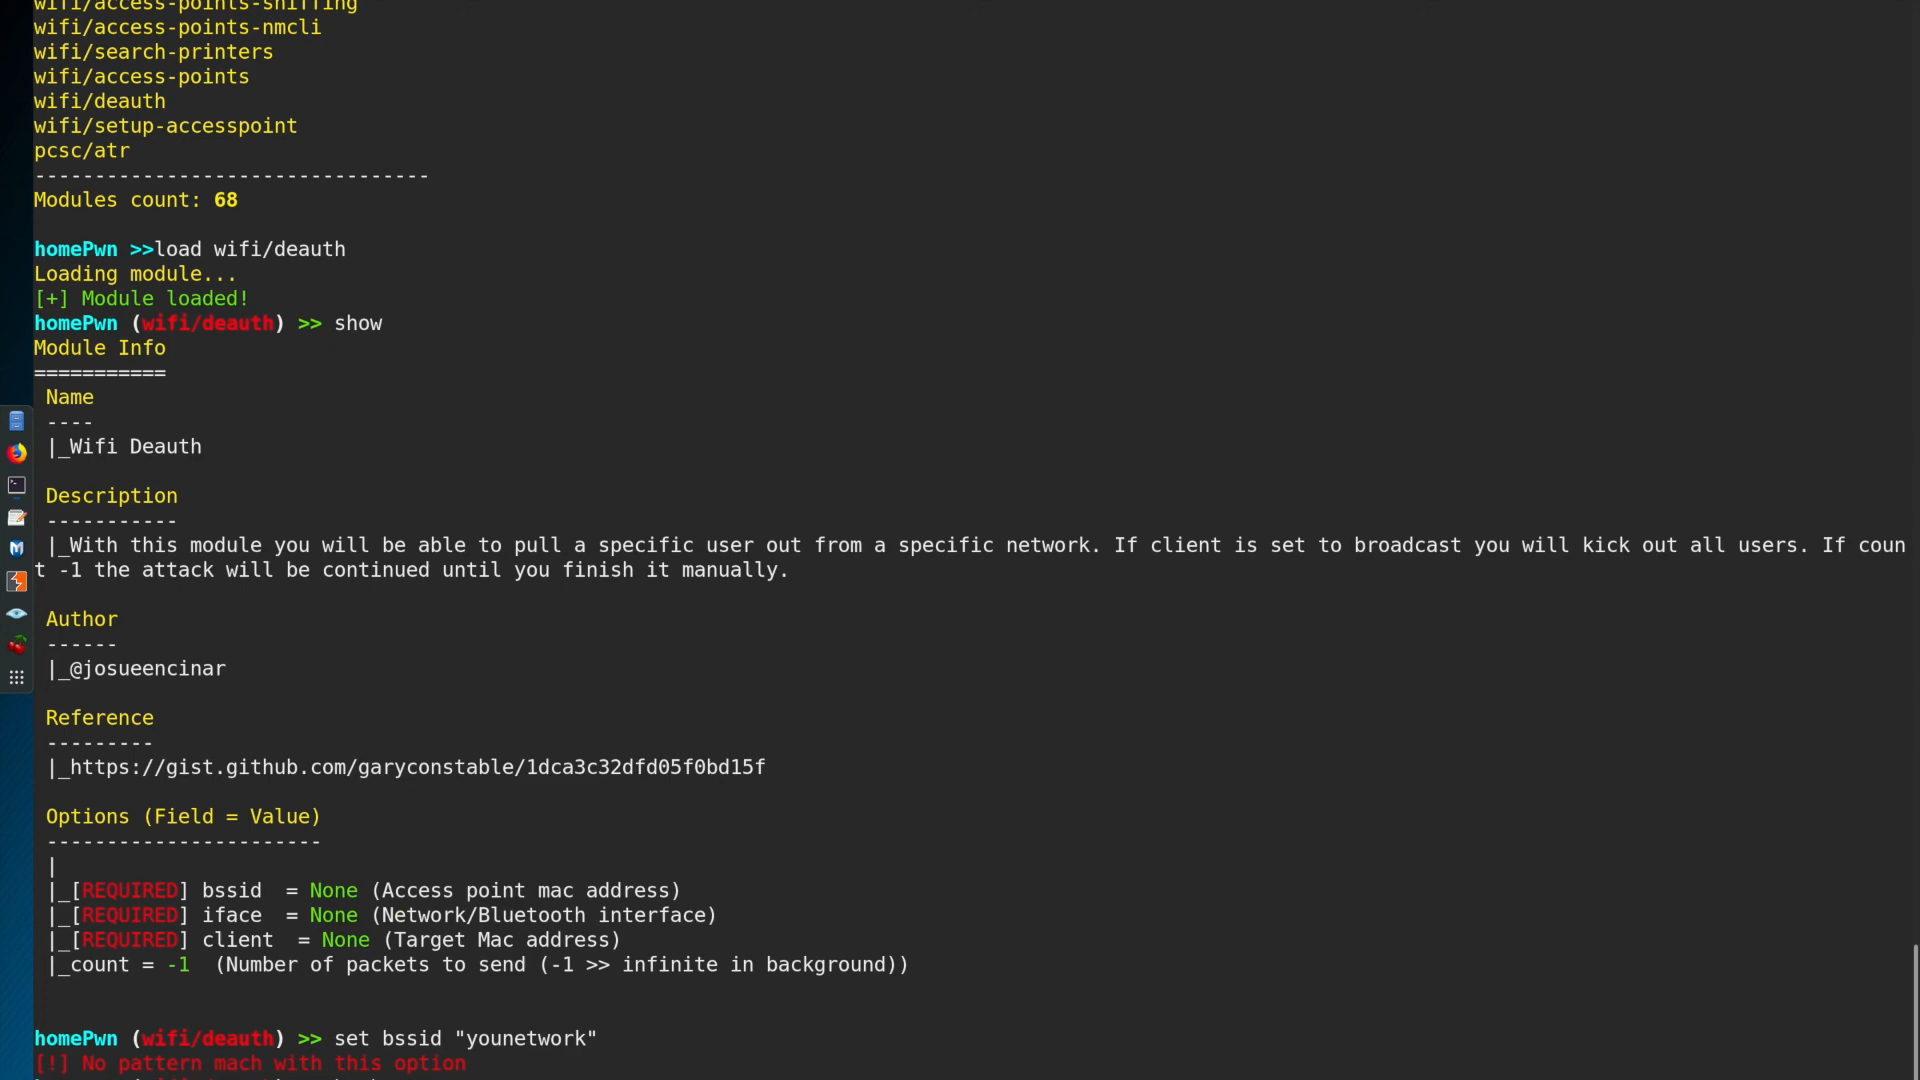 wifi/access-points-sniffing
wifi/access-points-nmcli
wifi/search-printers
wifi/access-points
wifi/deauth
wifi/setup-accesspoint
pcsc/atr
---------------------------------
Modules count: 68
homePwn >>load wifi/deauth
Loading module...
[+] Module loaded!
homePwn (wifi/deauth) >> show
Module Info
===========
Name
----
|_Wifi Deauth
Description
-----------
|_With this module you will be able to pull a specific user out from a specific network. If client is set to broadcast you will kick out all users. If coun
t -1 the attack will be continued until you finish it manually.
Author
------
|_@josueencinar
Reference
---------
|_https://gist.github.com/garyconstable/1dca3c32dfd05f0bd15f
Options (Field = Value)
-----------------------
|
|_[REQUIRED] bssid  = None (Access point mac address)
|_[REQUIRED] iface  = None (Network/Bluetooth interface)
|_[REQUIRED] client  = None (Target Mac address)
|_count = -1  (Number of packets to send (-1 >> infinite in background))
homePwn (wifi/deauth) >> set bssid "younetwork"
[!] No pattern mach with this option